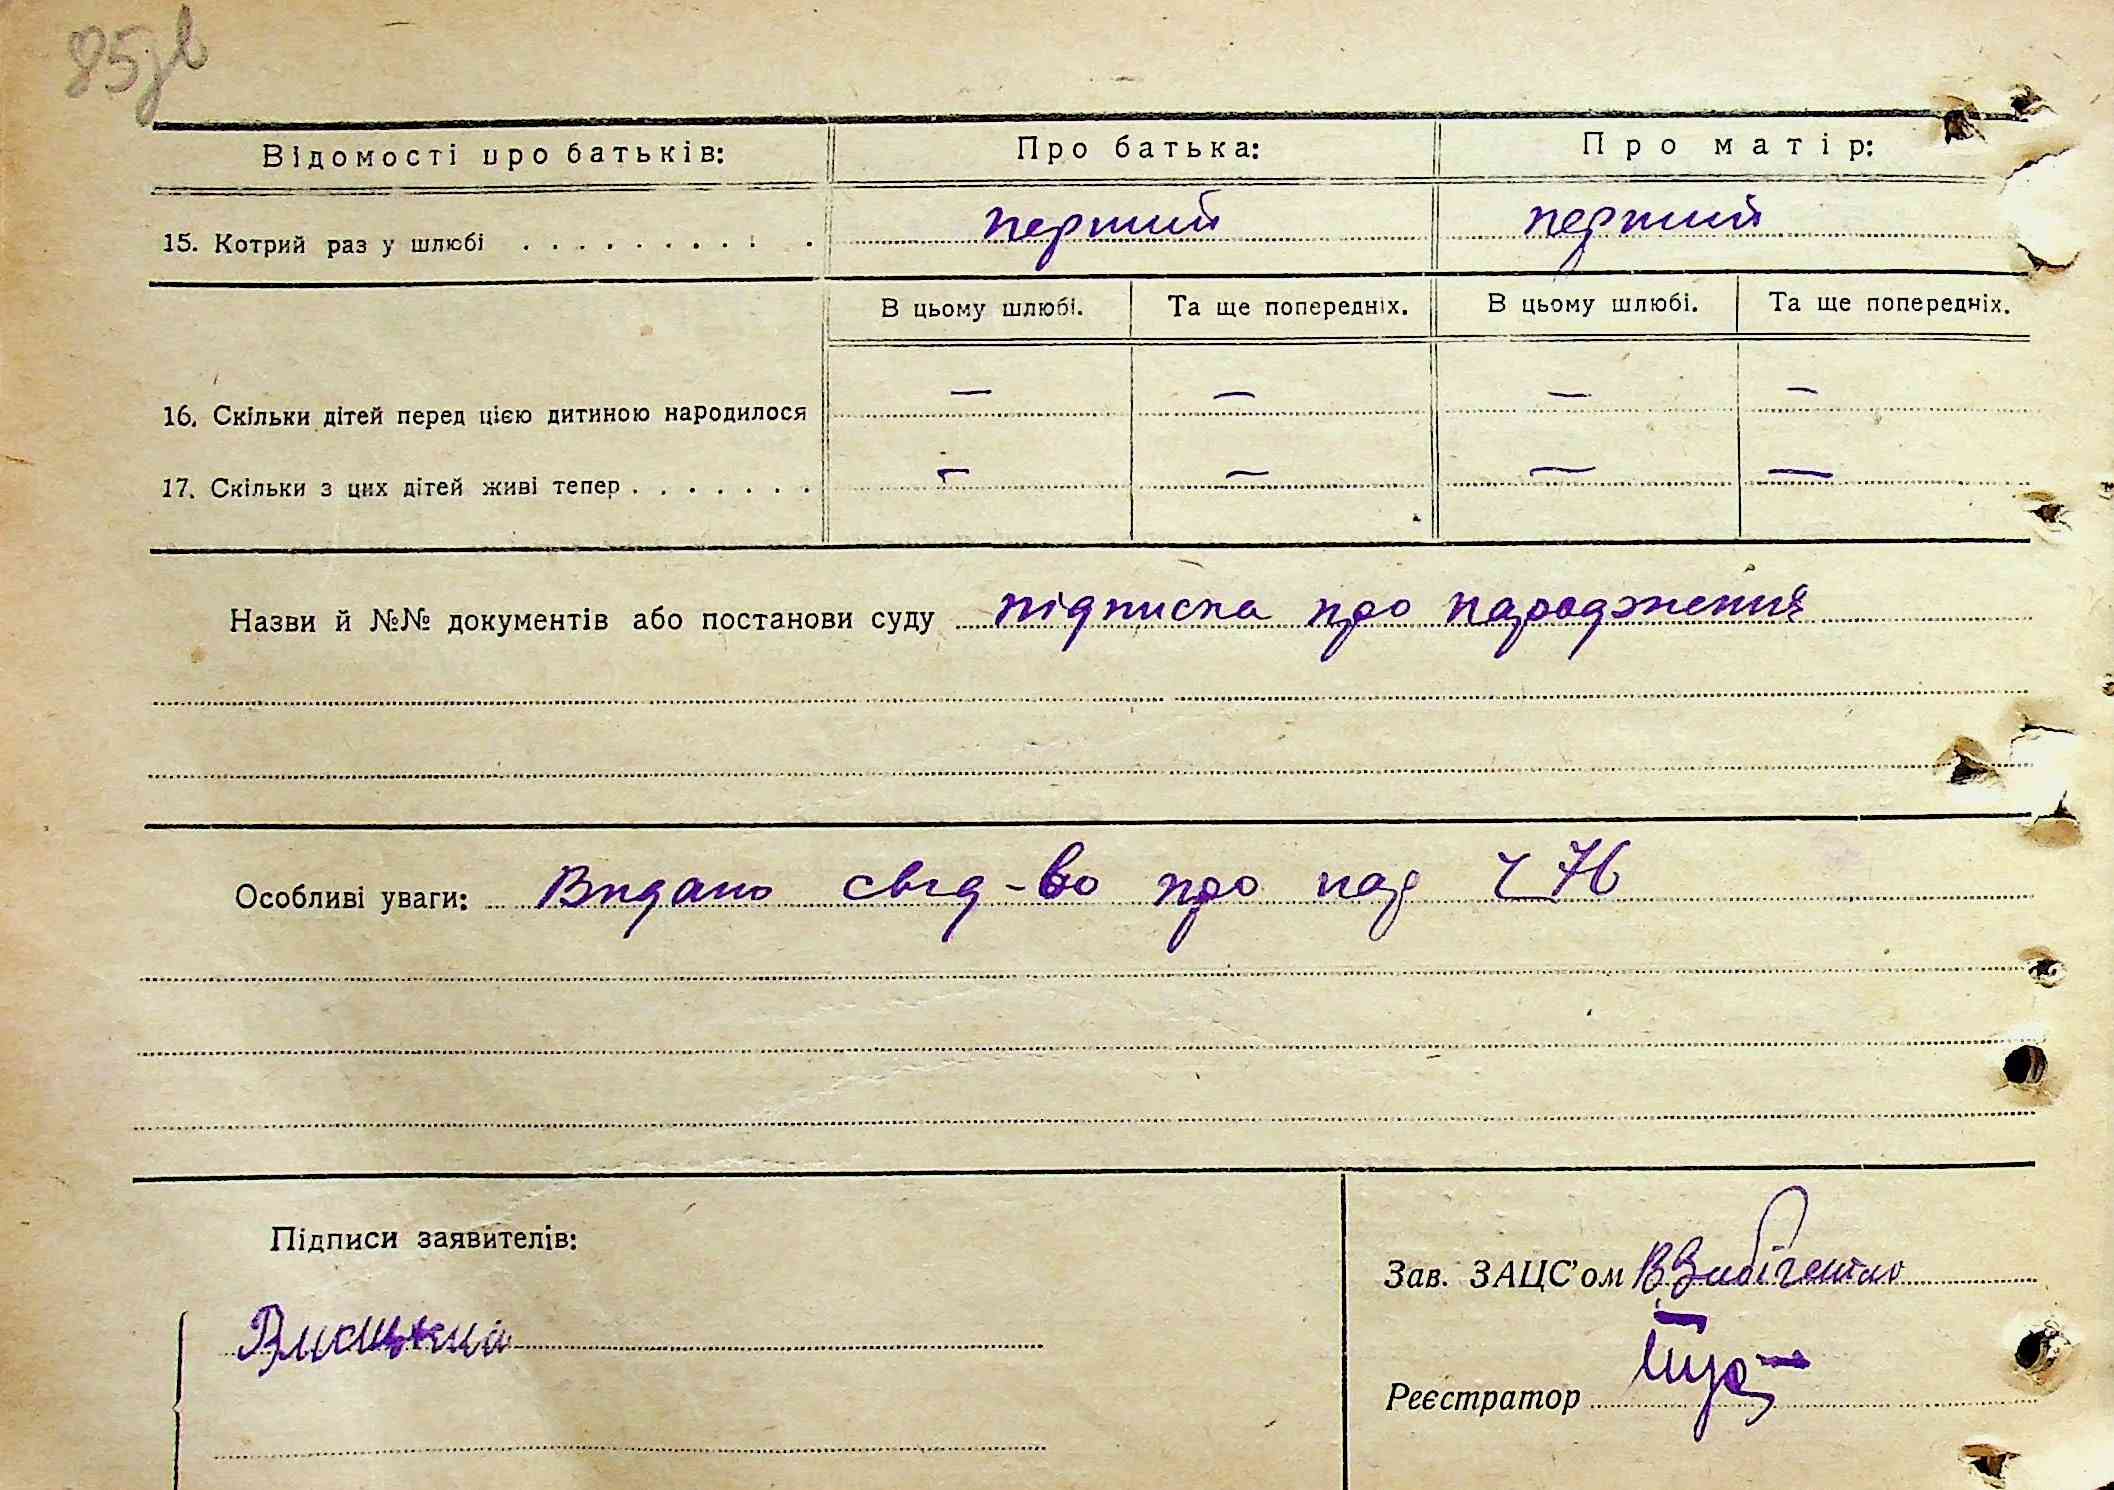 85зв
Відомості про батьків: Про батька: Про матір:
15. Котрий раз у шлюбі . . . . . . . . . . перший перший
В цьому шлюбі. Та ще попередніх. В цьому шлюбі. Та ще попередніх.
16. Скільки дітей перед цією дитиною народилося — — — —
17. Скільки з цих дітей живі тепер . . . . . . . — — — —
Назви й №№ документів або постанови суду підписка про народження
Особливі уваги: Видано свід-во про нар Ч 76
Підписи заявителів:
Зав. ЗАЦС'ом
Реєстратор